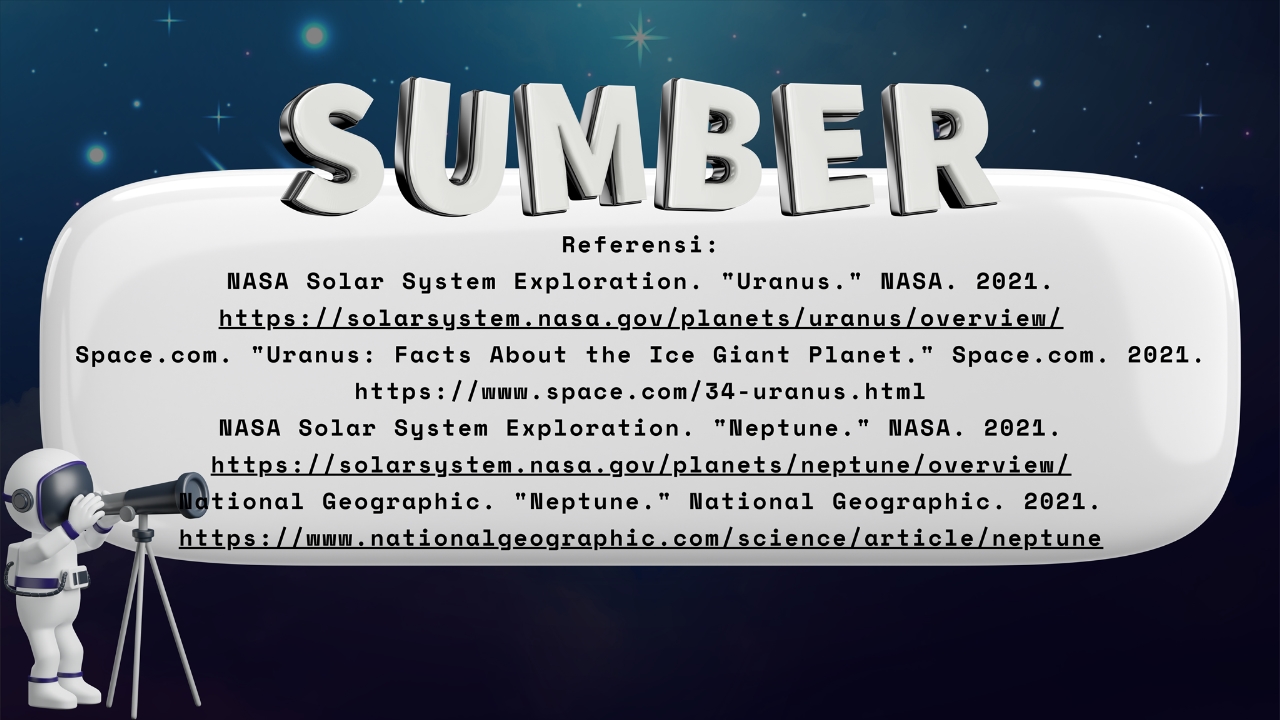 SUMBER
Referensi:
NASA Solar System Exploration. "Uranus." NASA. 2021.
https://solarsystem.nasa.gov/planets/uranus/overview/
Space.com. "Uranus: Facts About the Ice Giant Planet." Space.com. 2021.
https://www.space.com/34-uranus.html
NASA Solar System Exploration. "Neptune." NASA. 2021.
https://solarsystem.nasa.gov/planets/neptune/overview/
National Geographic. "Neptune." National Geographic. 2021.
https://www.nationalgeographic.com/science/article/neptune